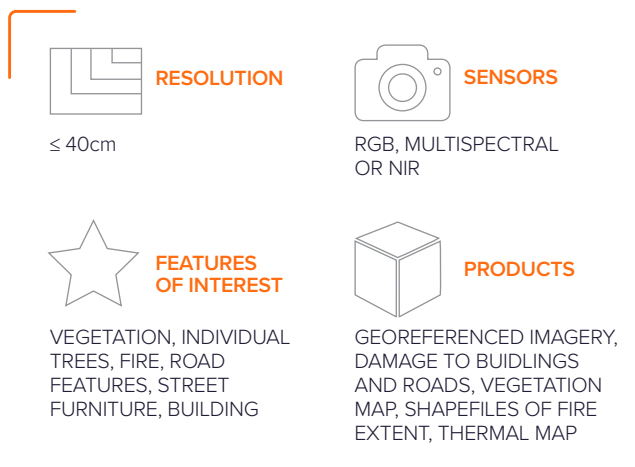 RESOLUTION
≤ 40cm
SENSORS
RGB, MULTISPECTRAL
OR NIR
FEATURES
OF INTEREST
VEGETATION, INDIVIDUAL
TREES, FIRE, ROAD
FEATURES, STREET
FURNITURE, BUILDING
PRODUCTS
GEOREFERENCED IMAGERY,
DAMAGE TO BUIDLINGS
AND ROADS, VEGETATION
MAP, SHAPEFILES OF FIRE
EXTENT, THERMAL MAP